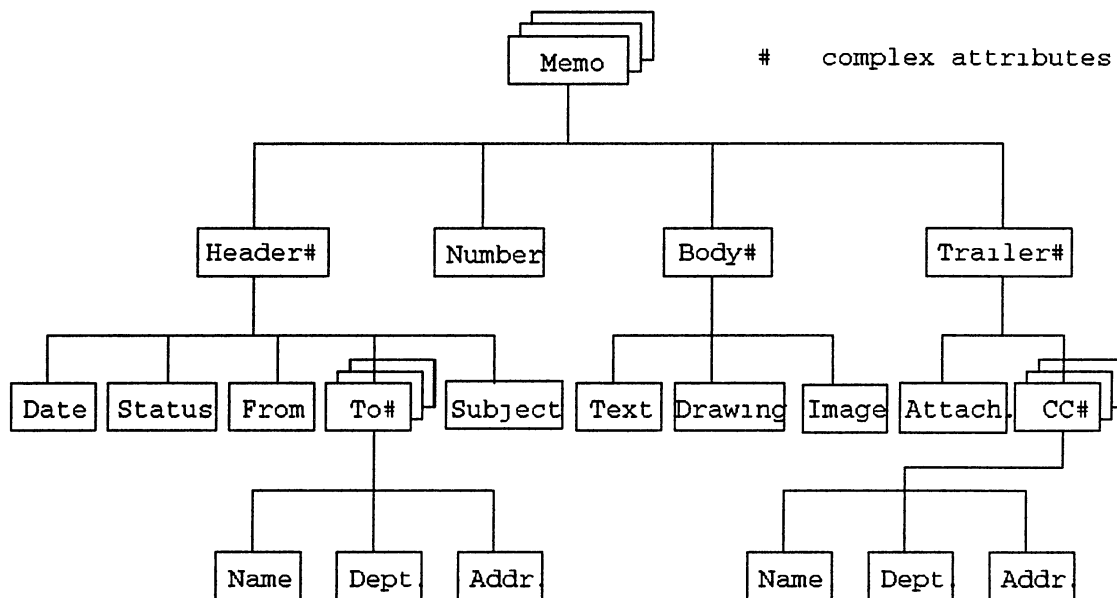 Memo
# complex attributes
Header#
Number
Body#
Trailer#
Date
Status
From
To#
Subject
Text
Drawing
Image
Attach.
CC#
Name
Dept.
Addr.
Name
Dept.
Addr.